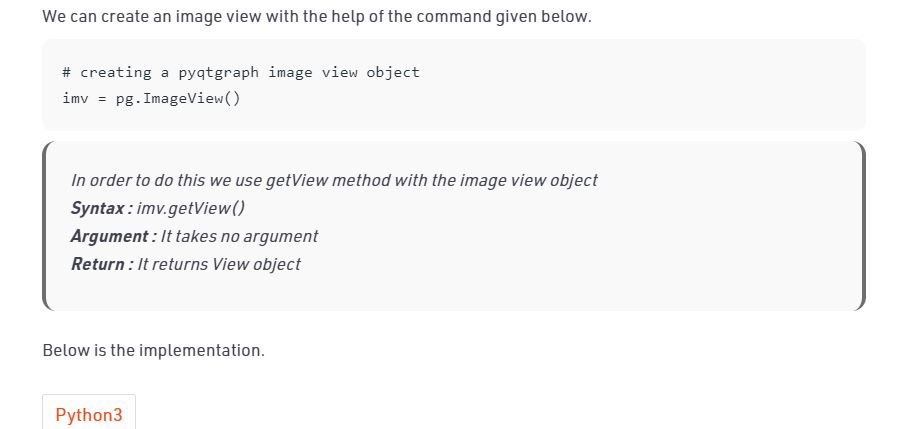 We can create an image view with the help of the command given below.
# creating a pyqtgraph image view object
imv = pg.ImageView()
In order to do this we use getView method with the image view object
Syntax : imv.getView()
Argument : It takes no argument
Return : It returns View object
Below is the implementation.
Python3